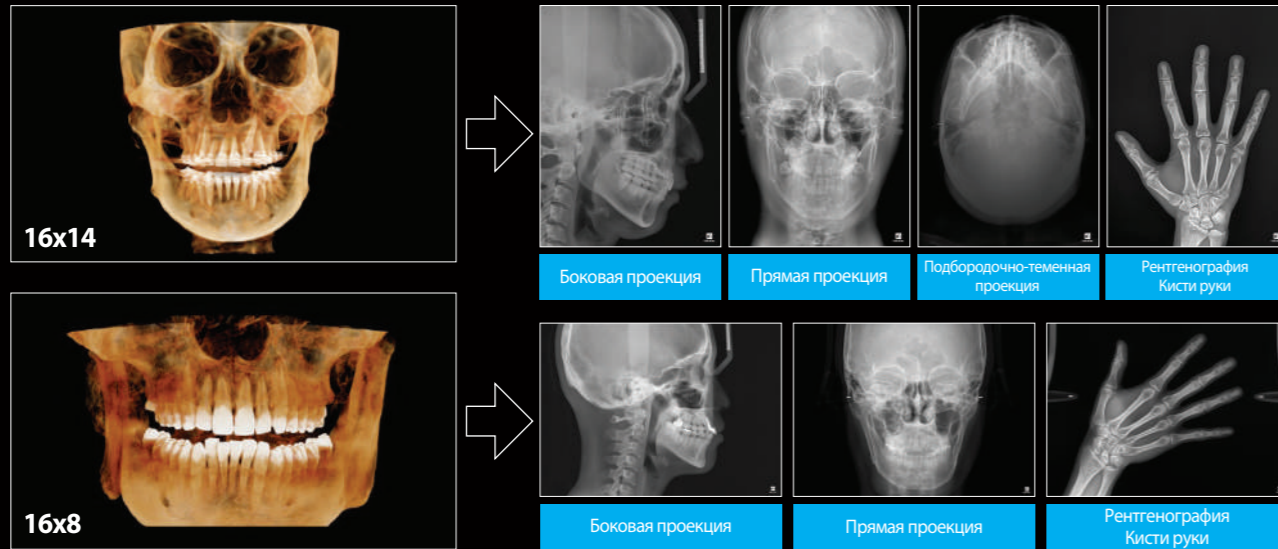 16x14
Боковая проекция
Прямая проекция
Подбородочно-теменная
проекция
Рентгенография
Кисти руки
16x8
Боковая проекция
Прямая проекция
Рентгенография
Кисти руки